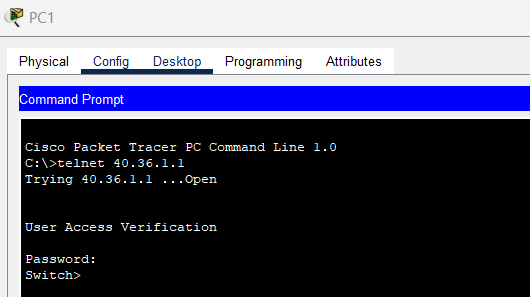 PC1
Physical Config Desktop Programming Attributes
Command Prompt
Cisco Packet Tracer PC Command Line 1.0
C:\>telnet 40.36.1.1
Trying 40.36.1.1 ...Open
User Access Verification
Password:
Switch>